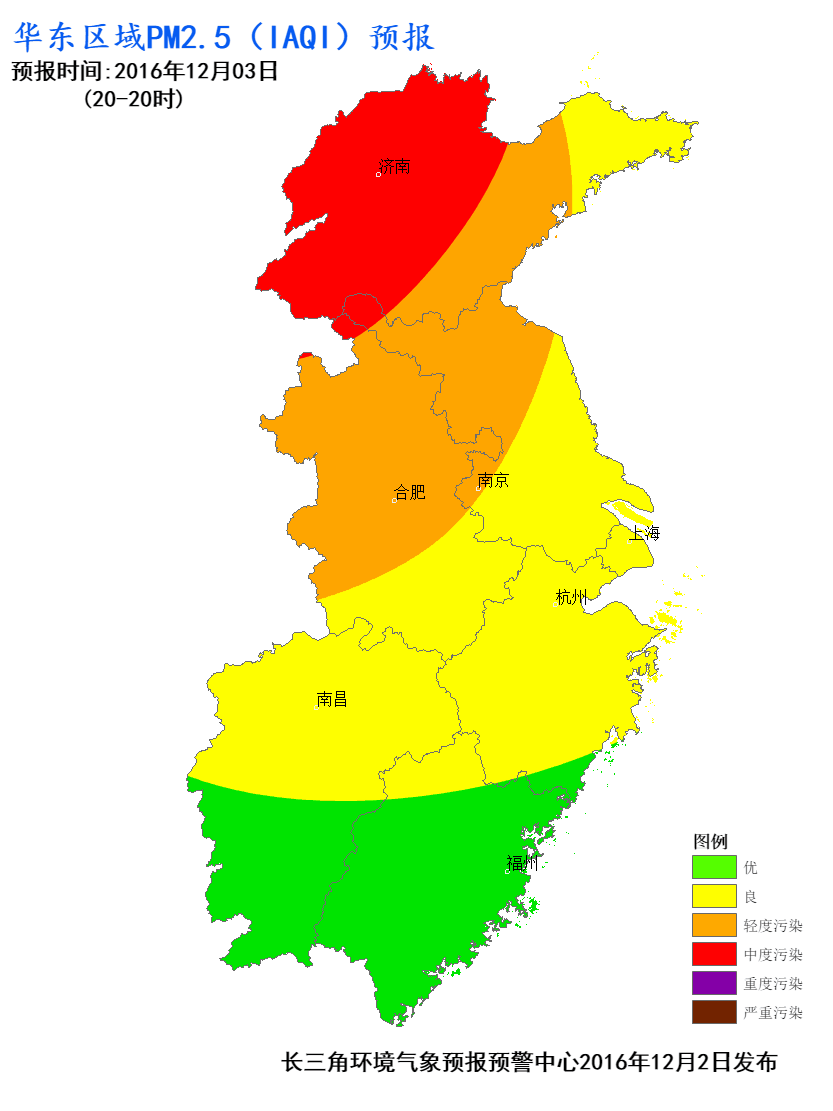 华东区域PM2.5（IAQI）预报
预报时间:2016年12月03日
(20-20时)
济南
合肥
南京
上海
杭州
南昌
福州
图例
优
良
轻度污染
中度污染
重度污染
严重污染
长三角环境气象预报预警中心2016年12月2日发布